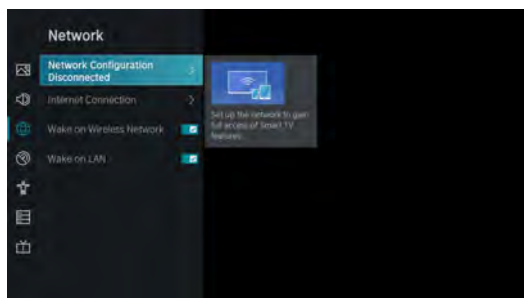 Network
Network Configuration
Disconnected
Internet Connection
Wake on Wireless Network
Wake on LAN
Set up the network to gain
full access of Smart TV
features.